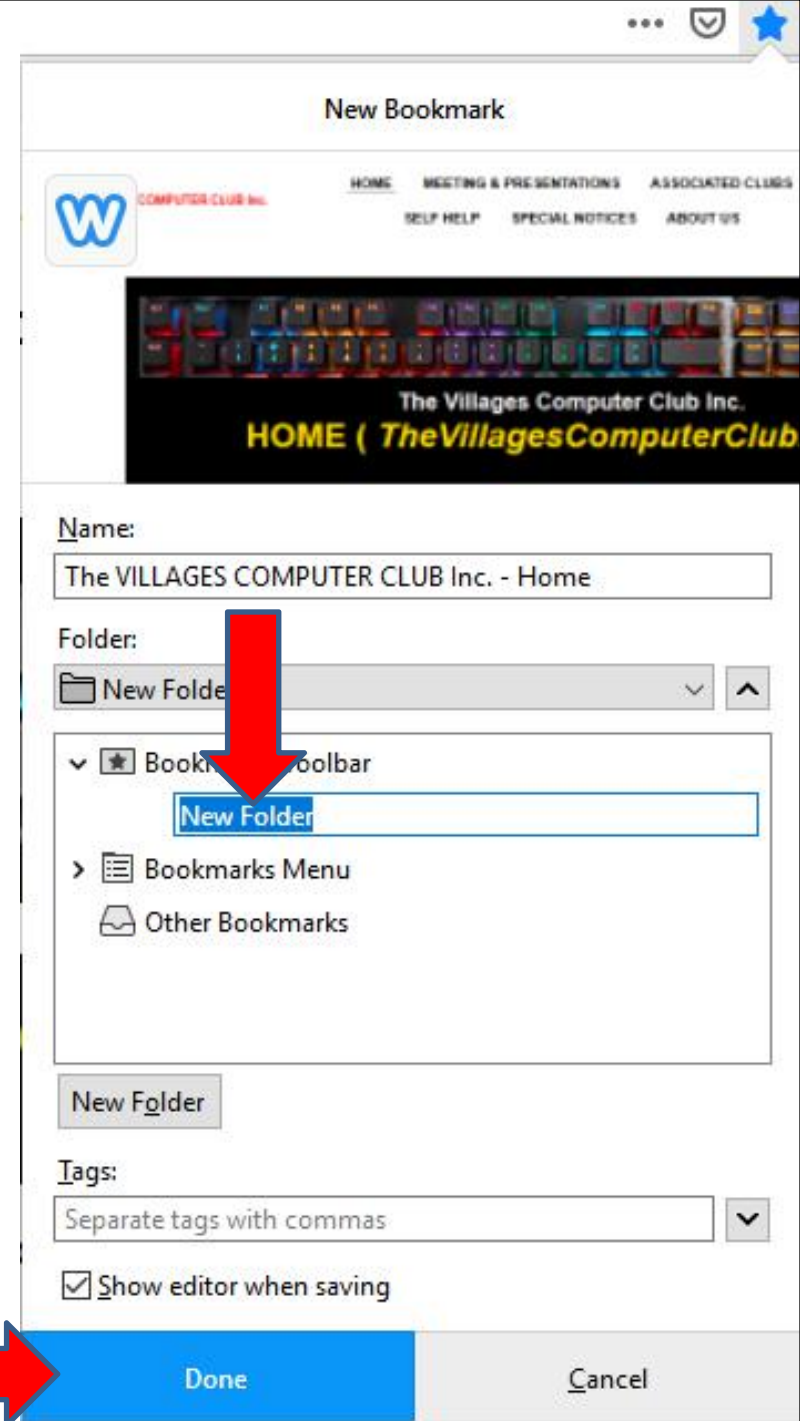 New Bookmark
W
COMPUTER CLUB Inc.
HOME MEETING & PRESENTATIONS ASSOCIATED CLUBS
SELF HELP SPECIAL NOTICES ABOUT US
The Villages Computer Club Inc.
HOME ( TheVillagesComputerClub
Name:
The VILLAGES COMPUTER CLUB Inc. - Home
Folder:
New Folde
Bookm oolbar
New Folder
Bookmarks Menu
Other Bookmarks
New Folder
Tags:
Separate tags with commas
Show editor when saving
Done Cancel